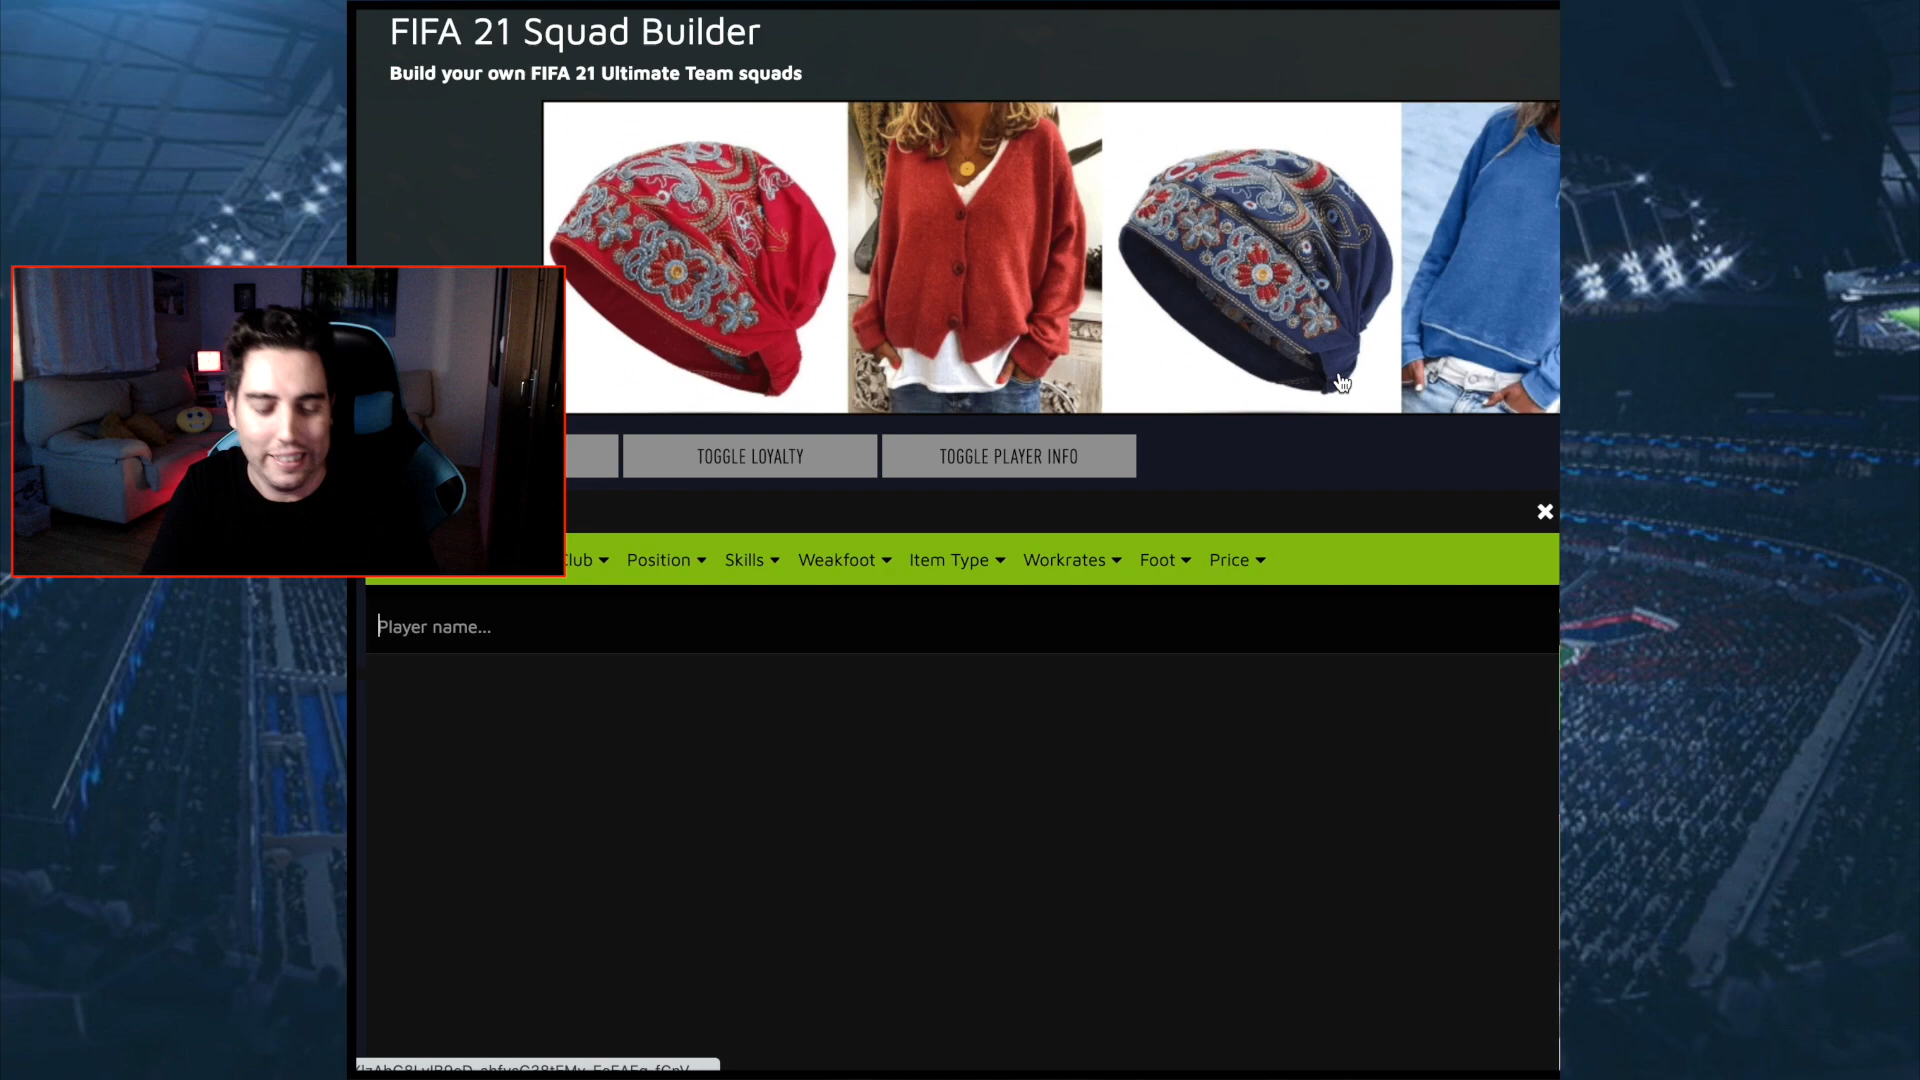 FIFA 21 Squad Builder
Build your own FIFA 21 Ultimate Team squads
TOGGLE LOYALTY
TOGGLE PLAYER INFO
Position
Skills
Weakfoot
Item Type
Workrates
Foot
Price
Player name...